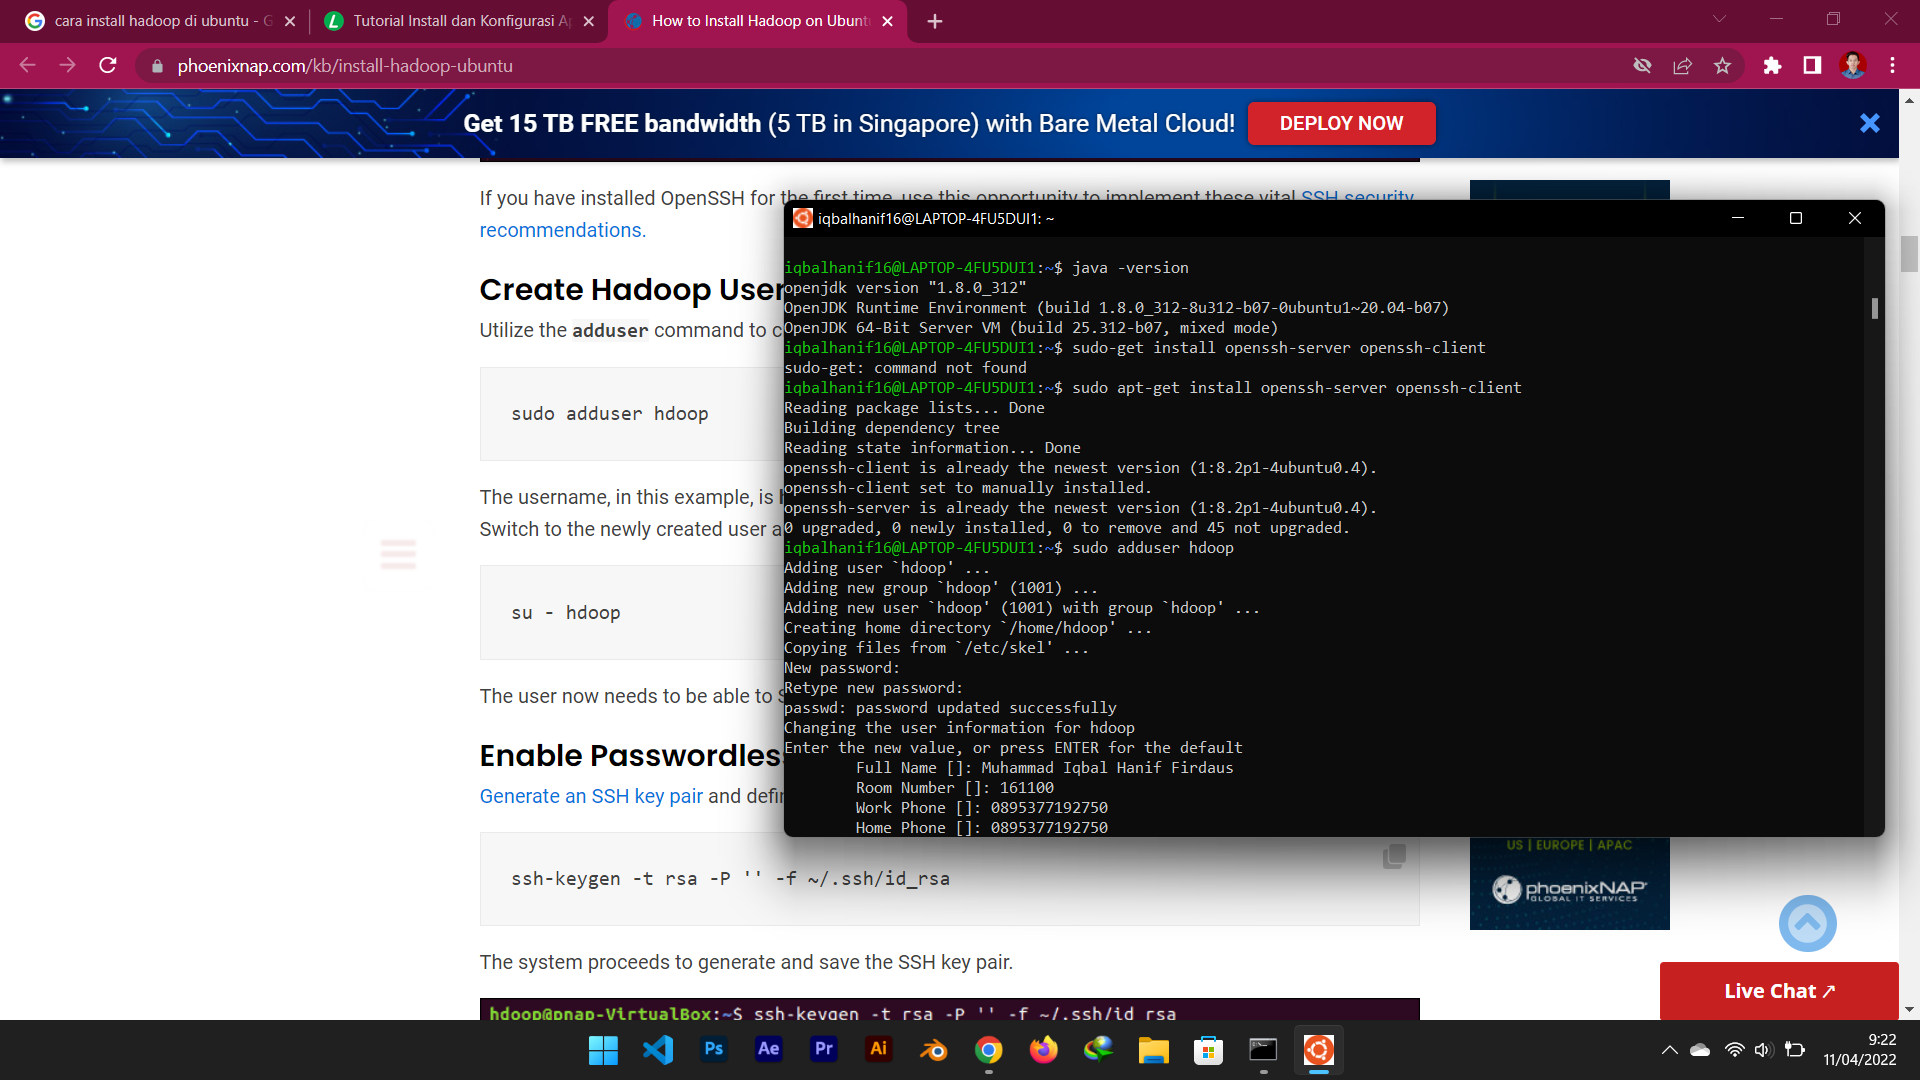 cara install hadoop di ubuntu - G
Tutorial Install dan Konfigurasi Ap
How to Install Hadoop on Ubunt
phoenixnap.com/kb/install-hadoop-ubuntu
Get 15 TB FREE bandwidth (5 TB in Singapore) with Bare Metal Cloud!
DEPLOY NOW
If you have installed OpenSSH for the first time, use this opportunity to implement these vital SSH security
recommendations.
Create Hadoop User
Utilize the adduser command to c
sudo adduser hdoop
The username, in this example, is h
Switch to the newly created user a
su - hdoop
The user now needs to be able to S
Enable Passwordles
Generate an SSH key pair and defi
ssh-keygen -t rsa -P '' -f ~/.ssh/id_rsa
The system proceeds to generate and save the SSH key pair.
hdoop@pnap-VirtualBox:~$ ssh-keygen -t rsa -P '' -f ~/.ssh/id_rsa
iqbalhanif16@LAPTOP-4FU5DUI1: ~
iqbalhanif16@LAPTOP-4FU5DUI1:~$ java -version
openjdk version "1.8.0_312"
OpenJDK Runtime Environment (build 1.8.0_312-8u312-b07-0ubuntu1~20.04-b07)
OpenJDK 64-Bit Server VM (build 25.312-b07, mixed mode)
iqbalhanif16@LAPTOP-4FU5DUI1:~$ sudo-get install openssh-server openssh-client
sudo-get: command not found
iqbalhanif16@LAPTOP-4FU5DUI1:~$ sudo apt-get install openssh-server openssh-client
Reading package lists... Done
Building dependency tree
Reading state information... Done
openssh-client is already the newest version (1:8.2p1-4ubuntu0.4).
openssh-client set to manually installed.
openssh-server is already the newest version (1:8.2p1-4ubuntu0.4).
0 upgraded, 0 newly installed, 0 to remove and 45 not upgraded.
iqbalhanif16@LAPTOP-4FU5DUI1:~$ sudo adduser hdoop
Adding user `hdoop' ...
Adding new group `hdoop' (1001) ...
Adding new user `hdoop' (1001) with group `hdoop' ...
Creating home directory `/home/hdoop' ...
Copying files from `/etc/skel' ...
New password:
Retype new password:
passwd: password updated successfully
Changing the user information for hdoop
Enter the new value, or press ENTER for the default
Full Name []: Muhammad Iqbal Hanif Firdaus
Room Number []: 161100
Work Phone []: 0895377192750
Home Phone []: 0895377192750
US | EUROPE | APAC
phoenixNAP
GLOBAL IT SERVICES
Live Chat ↗
Ps
Ae
Pr
Ai
9:22
11/04/2022